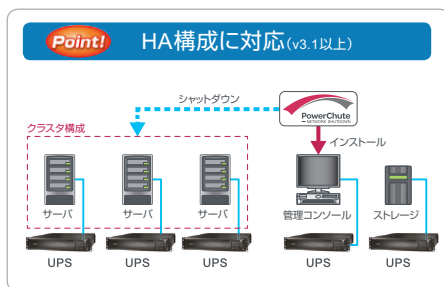 Point! HA構成に対応(v3.1以上)
シャットダウン
PowerChute
NETWORK SHUTDOWN
クラスタ構成
インストール
サーバ サーバ サーバ 管理コンソール ストレージ
UPS UPS UPS UPS UPS